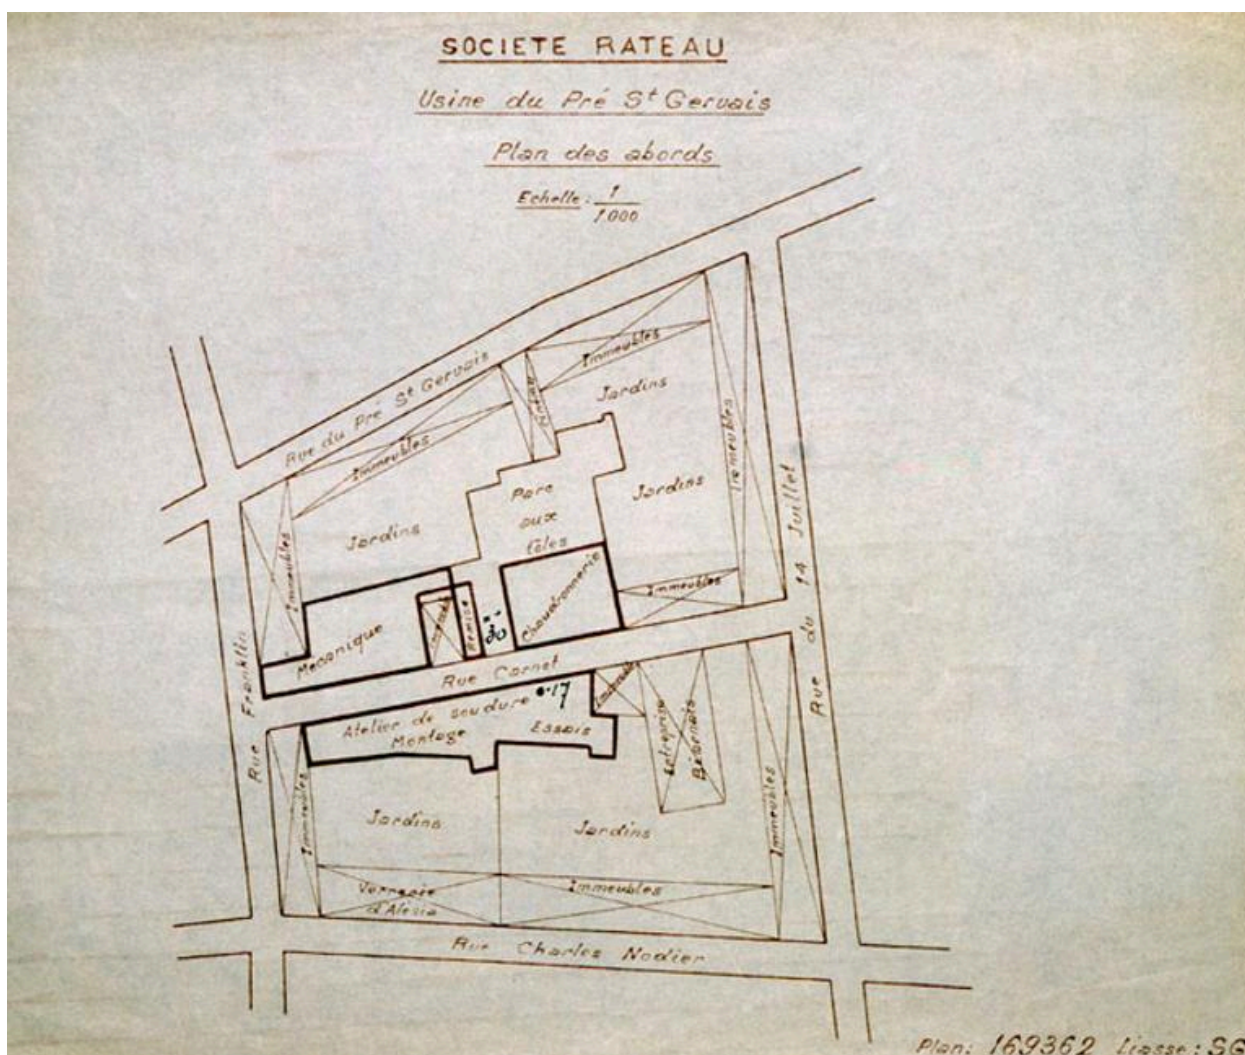 SOCIETE RATEAU
Usine du Pré St Gervais
Plan des abords
Echelle : 1/1.000
Rue du Pré St Gervais
Immeubles
Jardins
Immeubles
Immeubles
Parc
aux
tôles
Jardins
Jardins
Immeubles
Immeubles
Chaudronnerie
Remise
30
Mécanique
Rue Carnot
Rue du 14 Juillet
Rue Franklin
Atelier de soudure
17
Montage
Essais
Immeuble
Entreprise
Immeubles
Immeubles
Jardins
Jardins
Verrerie
d'Alésia
Immeubles
Rue Charles Nodier
Plan: 169362 Liasse: SG